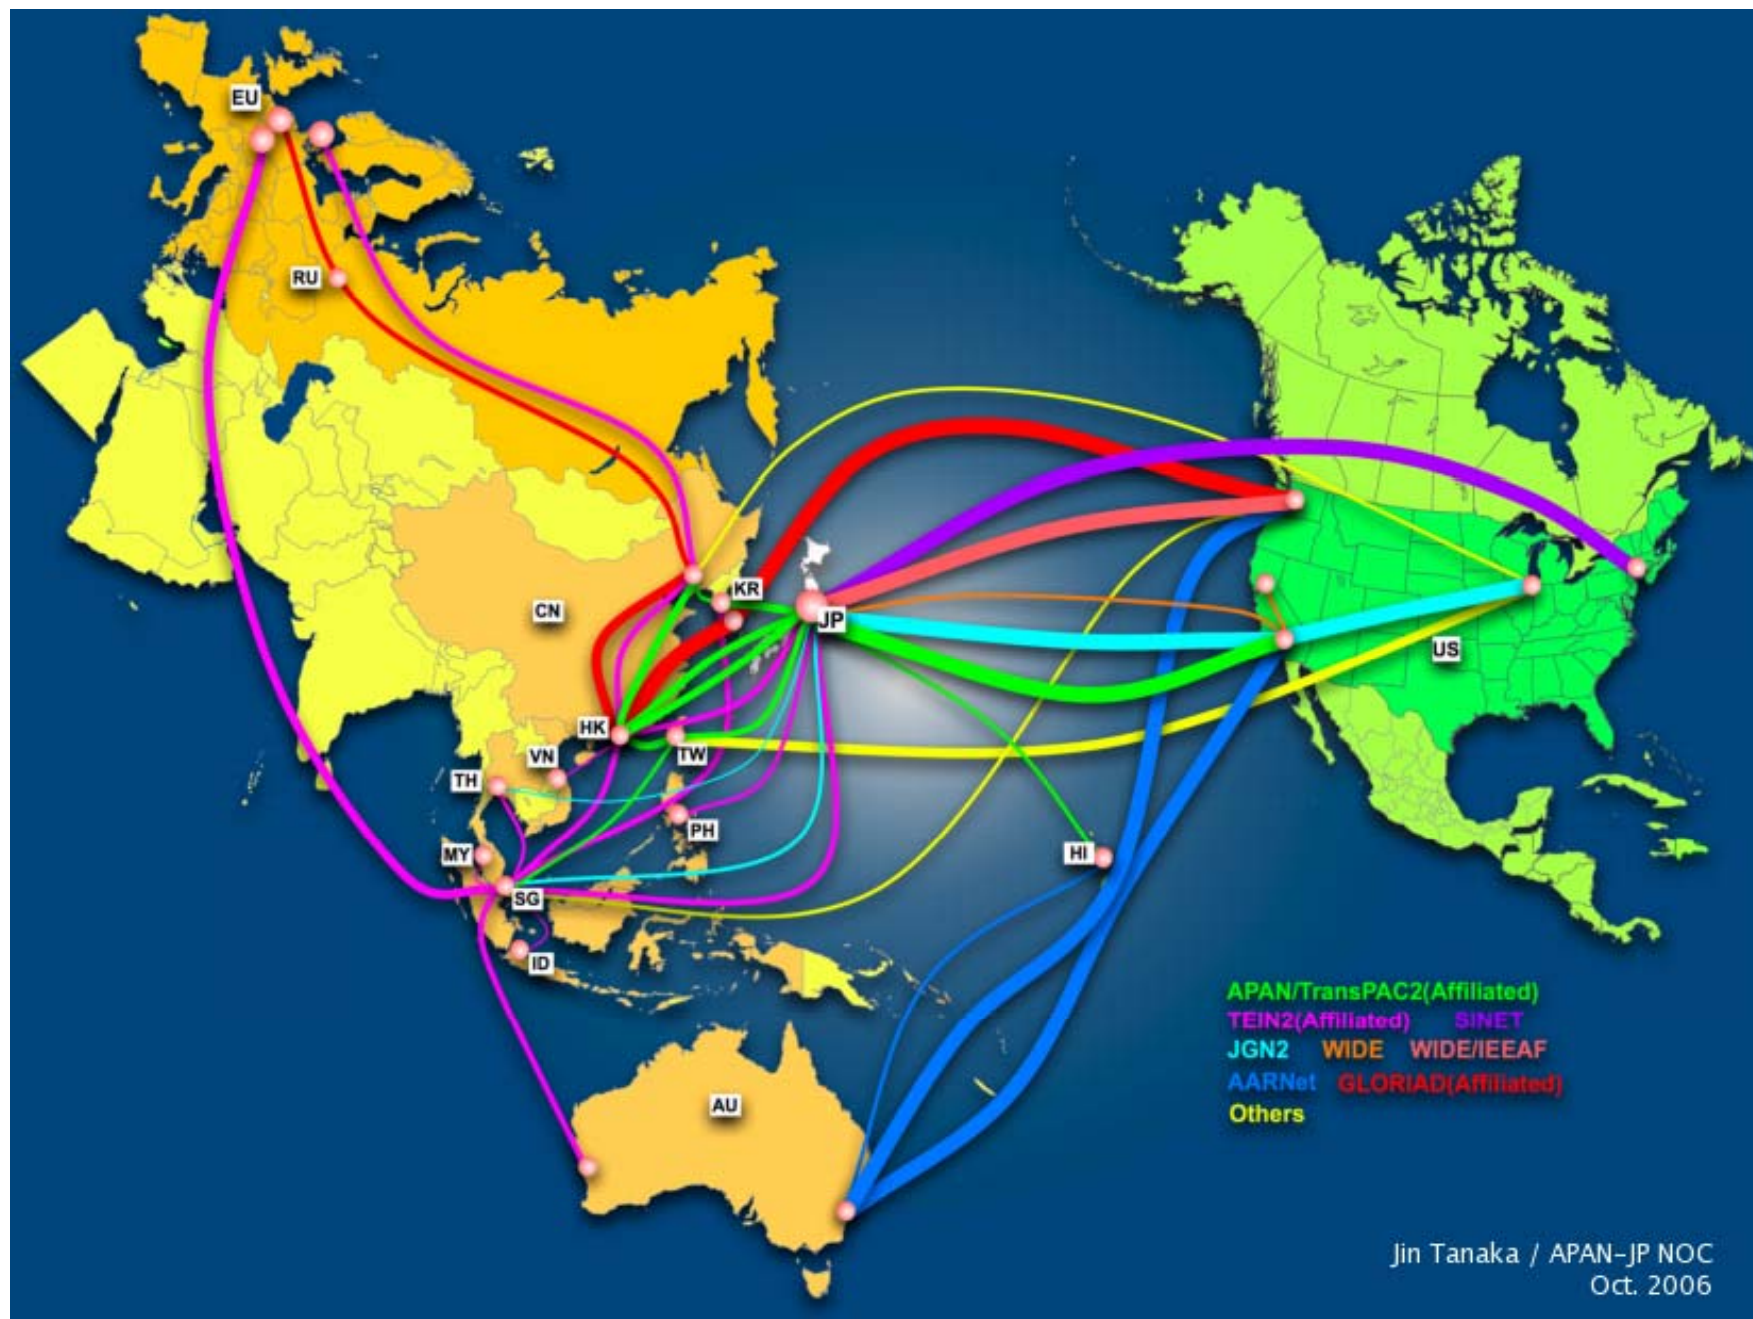 EU
RU
CN
KR
JP
US
HK
TW
VN
TH
PH
MY
HI
SG
ID
AU
APAN/TransPAC2(Affiliated)
TEIN2(Affiliated) SINET
JGN2 WIDE WIDE/IEEAF
AARNet GLORIAD(Affiliated)
Others
Jin Tanaka / APAN-JP NOC
Oct. 2006